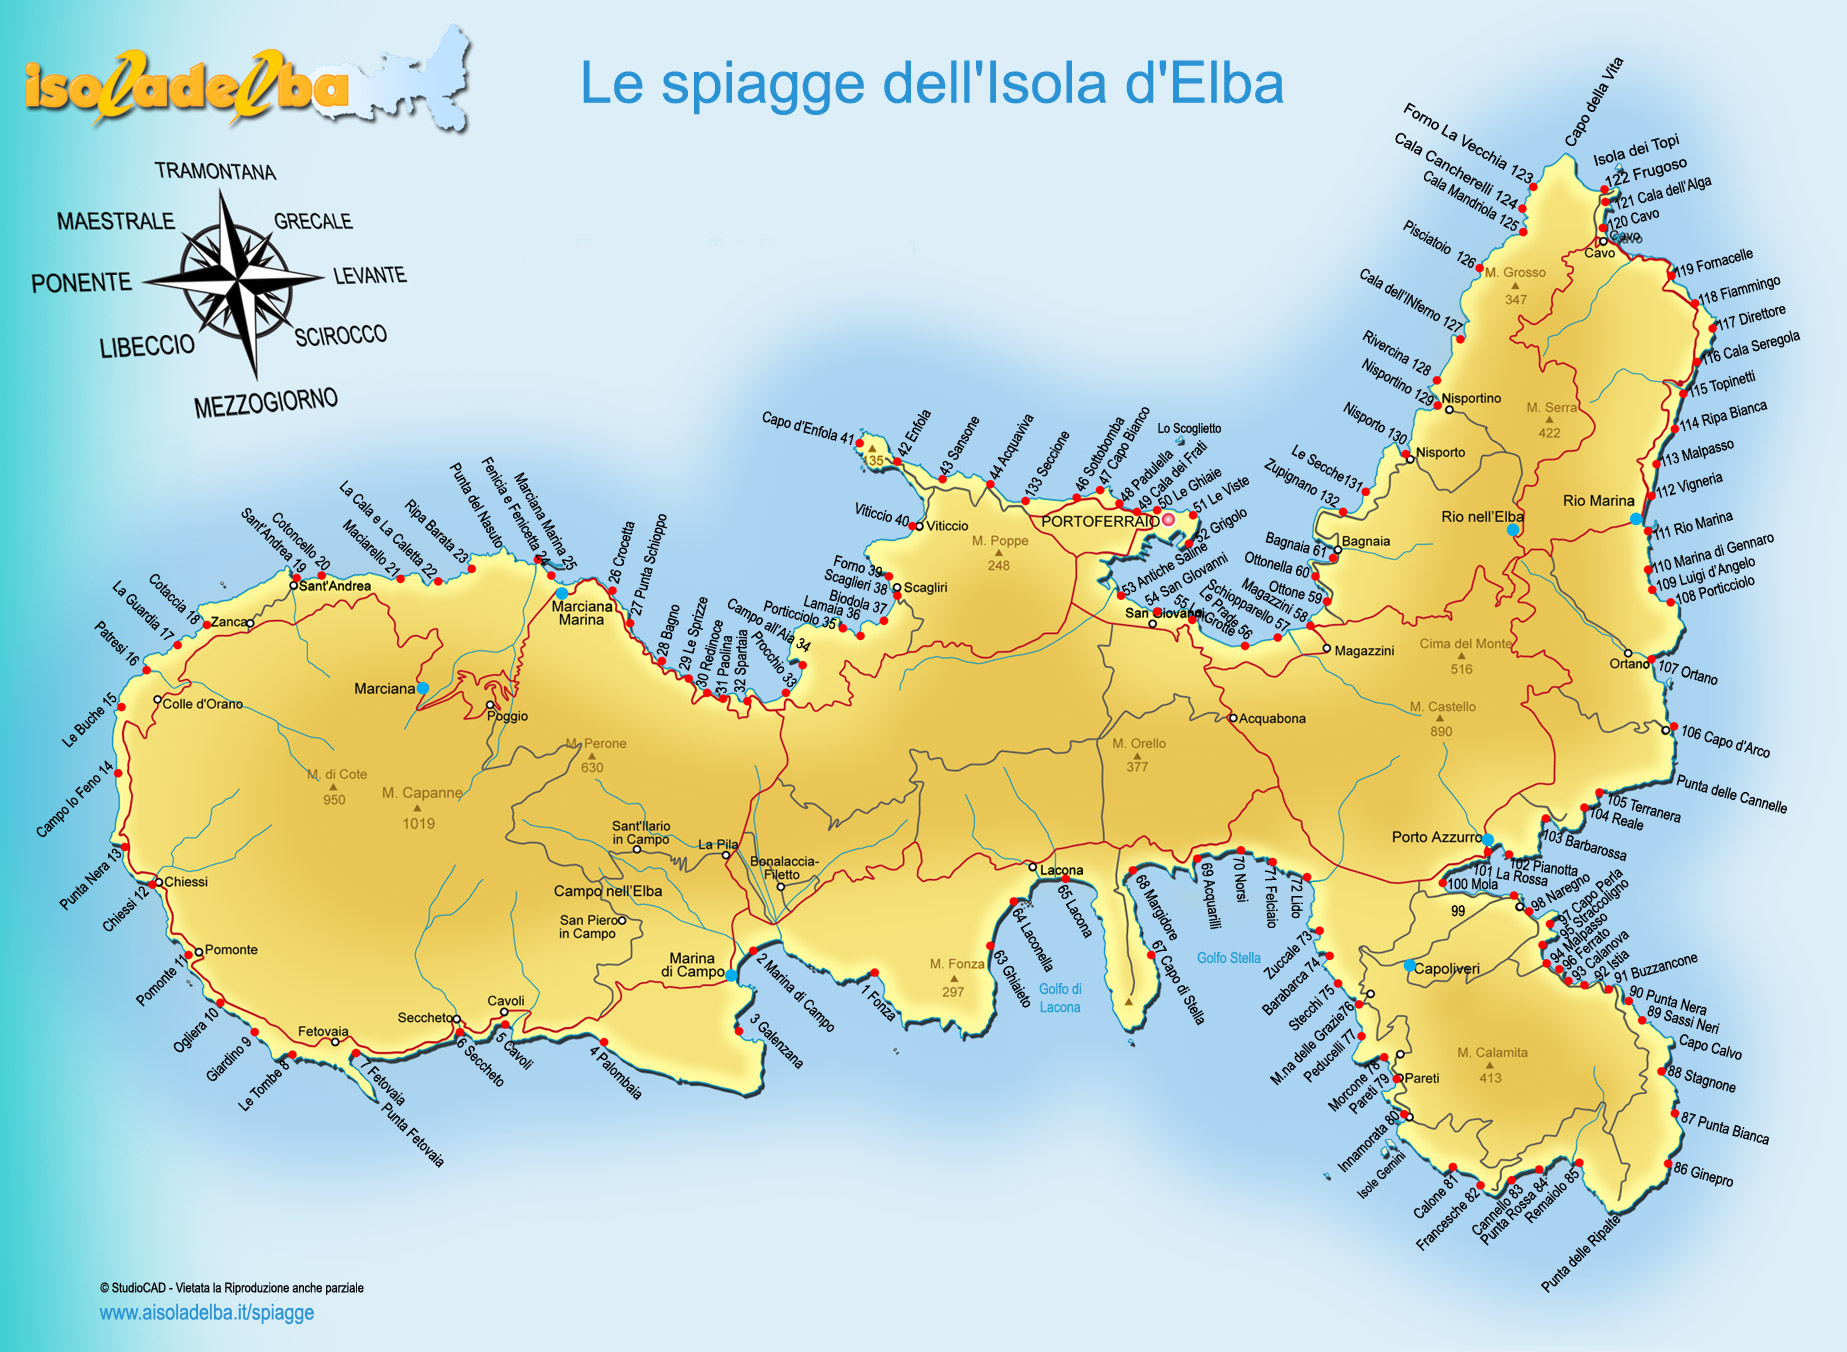 isoladelba
Le spiagge dell'Isola d'Elba
TRAMONTANA
MAESTRALE
GRECALE
PONENTE
LEVANTE
LIBECCIO
SCIROCCO
MEZZOGIORNO
Capo della Vita
Isola dei Topi
Forno La Vecchia 123
Cala Cancherelli 124
Cala Mandriola 125
Pisciatoio 126
Cala dell'INferno 127
Rivercina 128
Nisportino 129
Nisporto 130
Le Secche131
Zupignano 132
122 Frugoso
121 Cala dell'Alga
120 Cavo
Cavo
Cavo
119 Fornacelle
118 Fiammingo
117 Direttore
116 Cala Seregola
115 Topinetti
114 Ripa Bianca
113 Malpasso
112 Vigneria
111 Rio Marina
110 Marina di Gennaro
109 Luigi d'Angelo
108 Porticciolo
107 Ortano
106 Capo d'Arco
Punta delle Cannelle
105 Terranera
104 Reale
103 Barbarossa
102 Pianotta
101 La Rossa
100 Mola
99
98 Naregno
97 Capo Perla
95 Straccoligno
94 Malpasso
96 Ferrato
93 Calanova
92 Istia
91 Buzzancone
90 Punta Nera
89 Sassi Neri
Capo Calvo
88 Stagnone
87 Punta Bianca
86 Ginepro
Punta delle Ripalte
Remaiolo 85
Punta Rossa 84
Cannello 83
Francesche 82
Calone 81
Isole Gemini
Innamorata 80
Pareti 79
Morcone 78
Peducelli 77
M.na delle Grazie76
Stecchi 75
Barabarca 74
Zuccale 73
72 Lido
71 Felciaio
70 Norsi
69 Acquarilli
68 Margidore
67 Capo di Stella
65 Lacona
64 Laconella
63 Ghiaieto
1 Fonza
2 Marina di Campo
3 Galenzana
4 Palombaia
5 Cavoli
6 Seccheto
7 Fetovaia
Punta Fetovaia
Le Tombe 8
Giardino 9
Ogliera 10
Pomonte 11
Chiessi 12
Punta Nera 13
Campo lo Feno 14
Le Buche 15
Patresi 16
La Guardia 17
Cotaccia 18
Sant'Andrea 19
Cotoncello 20
Maciarello 21
La Cala e La Caletta 22
Ripa Barata 23
Punta del Nasuto
Fenicia e Fenicetta 24
Marciana Marina 25
26 Crocetta
27 Punta Schioppo
28 Bagno
29 Le Sprizze
30 Redinoce
31 Paolina
32 Spartaia
Procchio 33
Campo all'Aia 34
Porticciolo 35
Lamaia 36
Biodola 37
Scaglieri 38
Forno 39
Viticcio 40
Capo d'Enfola 41
42 Enfola
43 Sansone
44 Acquaviva
133 Seccione
46 Sottobomba
47 Capo Bianco
48 Padulella
49 Cala dei Frati
50 Le Ghiaie
51 Le Viste
52 Grigolo
53 Antiche Saline
54 San Giovanni
55 Le Grotte
Le Prade 56
Schiopparello 57
Magazzini 58
Ottone 59
Ottonella 60
Bagnaia 61
Lo Scoglietto
M. Grosso
347
M. Serra
422
Nisportino
Nisporto
Rio Marina
Rio nell'Elba
Bagnaia
Cima del Monte
516
Ortano
Magazzini
M. Castello
890
Acquabona
M. Orello
377
PORTOFERRAIO
San Giovanni
M. Poppe
248
135
Viticcio
Scagliri
Sant'Andrea
Zanca
Colle d'Orano
Marciana
Marciana
Marina
Poggio
M. Perone
630
M. di Cote
950
M. Capanne
1019
Sant'Ilario
in Campo
La Pila
Bonalaccia-
Filetto
Campo nell'Elba
San Piero
in Campo
Marina
di Campo
Chiessi
Pomonte
Fetovaia
Seccheto
Cavoli
Lacona
M. Fonza
297
Golfo di
Lacona
Golfo Stella
Porto Azzurro
Capoliveri
M. Calamita
413
Pareti
© StudioCAD - Vietata la Riproduzione anche parziale
www.aisoladelba.it/spiagge